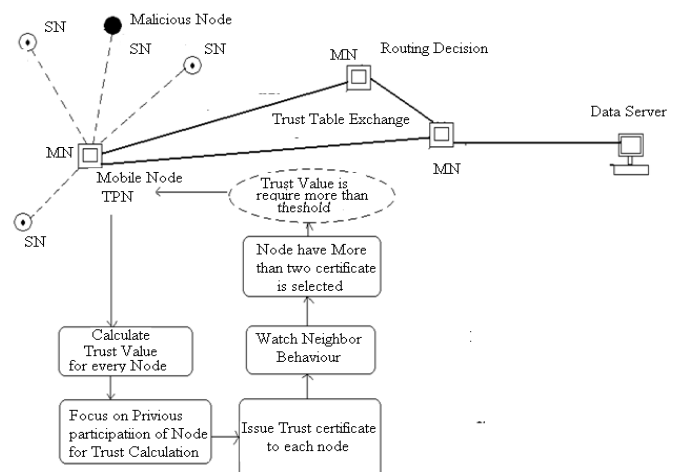 SN
Malicious Node
SN
SN
MN
Routing Decision
Trust Table Exchange
Data Server
MN
MN
Mobile Node
TPN
SN
Trust Value is
require more than
theshold
Node have More
than two certificate
is selected
Calculate
Trust Value
for every Node
Watch Neighbor
Behaviour
Focus on Privious
participatiion of Node
for Trust Calculation
Issue Trust certificate
to each node